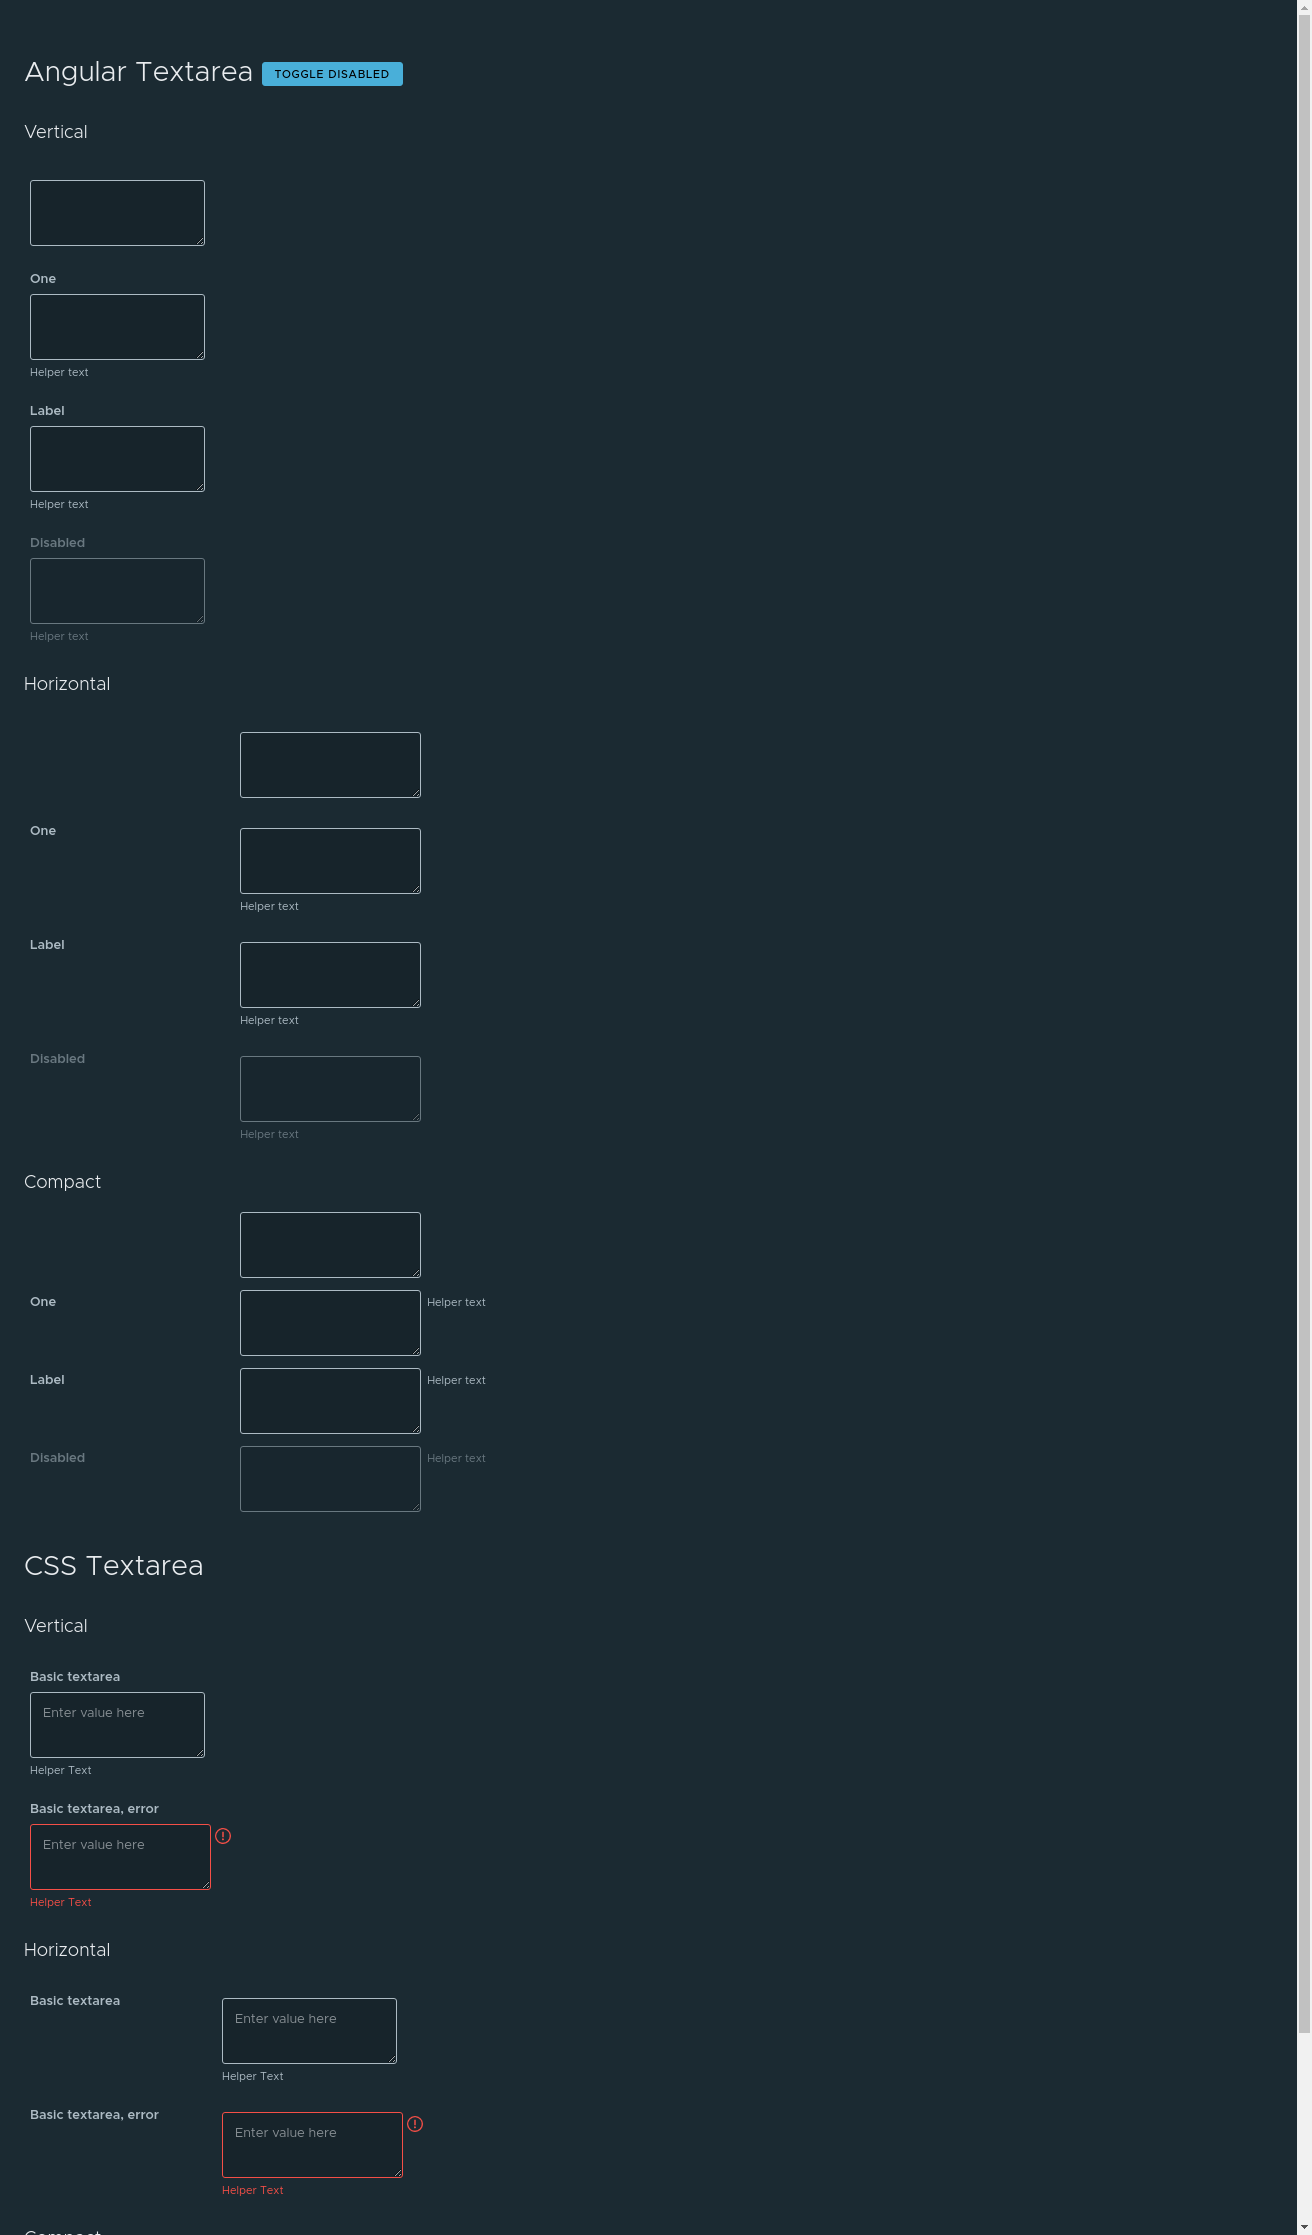 Angular Textarea TOGGLE DISABLED
Vertical
One
Helper text
Label
Helper text
Disabled
Helper text
Horizontal
One
Helper text
Label
Helper text
Disabled
Helper text
Compact
One Helper text
Label Helper text
Disabled Helper text
CSS Textarea
Vertical
Basic textarea
Enter value here
Helper Text
Basic textarea, error
Enter value here
Helper Text
Horizontal
Basic textarea
Enter value here
Helper Text
Basic textarea, error
Enter value here
Helper Text